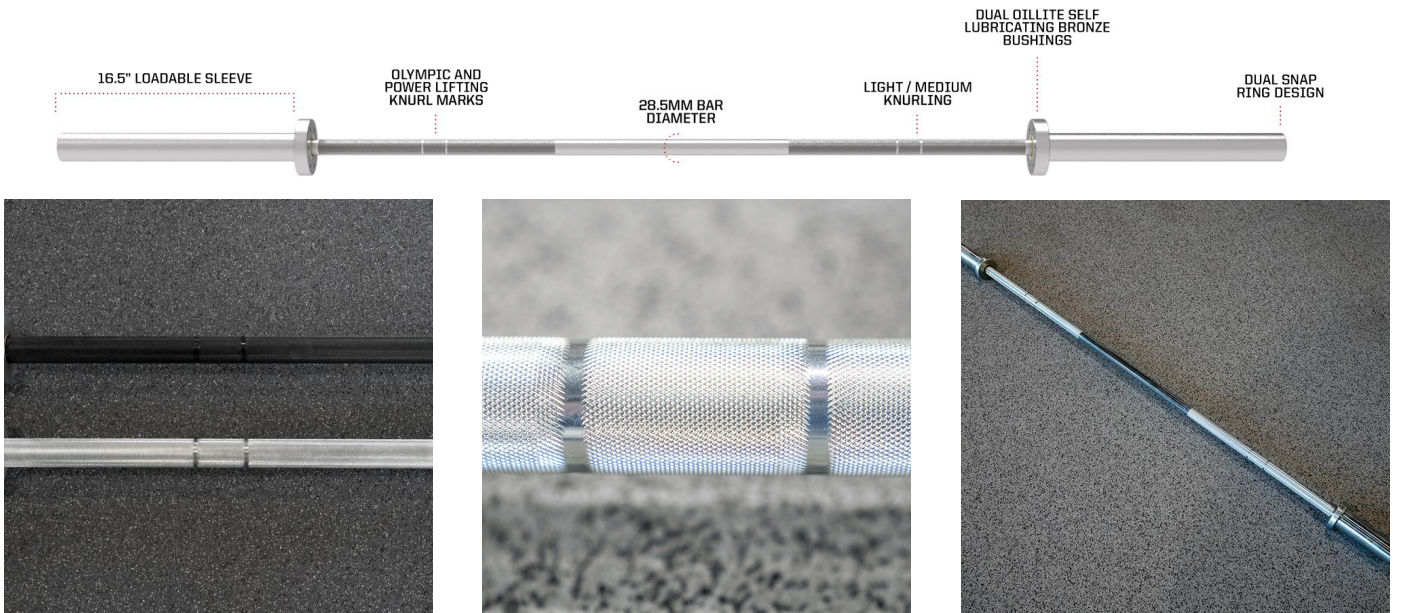 16.5" LOADABLE SLEEVE
OLYMPIC AND
POWER LIFTING
KNURL MARKS
28.5MM BAR
DIAMETER
LIGHT / MEDIUM
KNURLING
DUAL OILLITE SELF
LUBRICATING BRONZE
BUSHINGS
DUAL SNAP
RING DESIGN